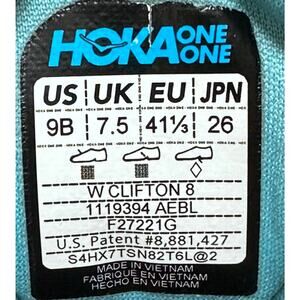 HOKA ONE ONE
US UK EU JPN
9B 7.5 41⅓ 26
W CLIFTON 8
1119394 AEBL
F27221G
U.S. Patent #8,881,427
S4HX7TSN82T6L@2
MADE IN VIETNAM
FABRIQUE EN VIETNAM
HECHO EN VIETNAM